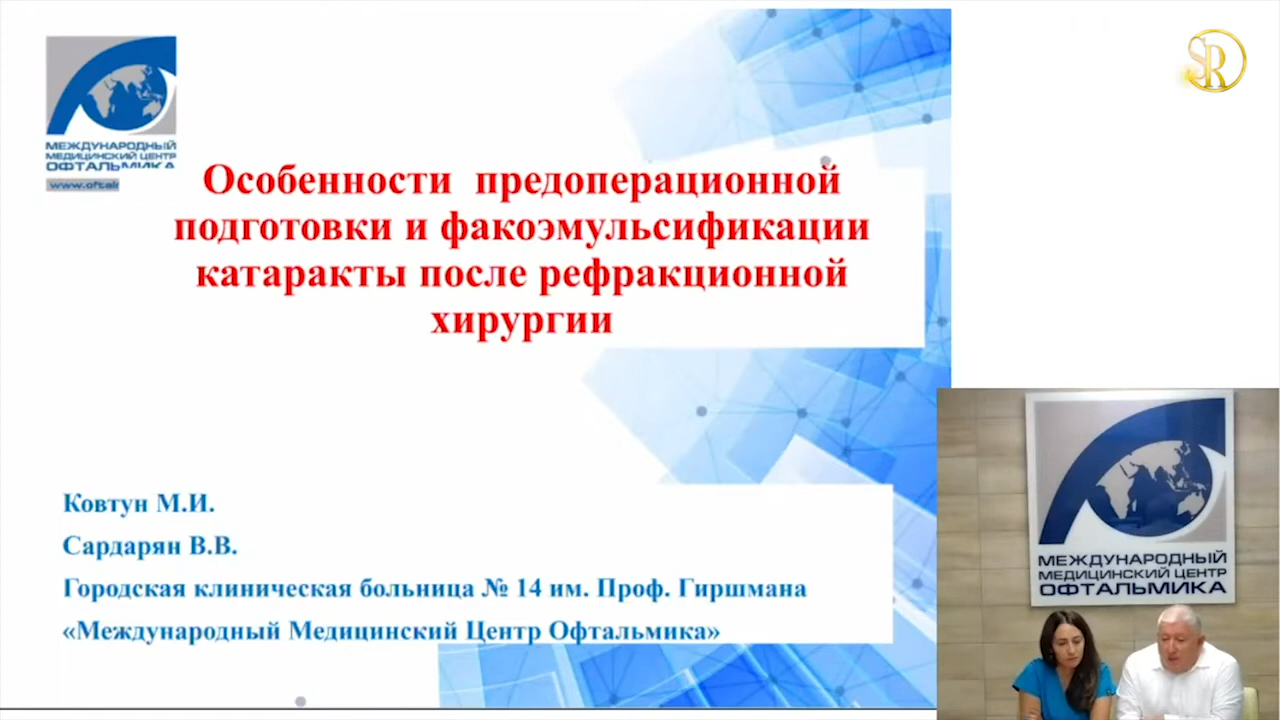 SR
МЕЖДУНАРОДНЫЙ
МЕДИЦИНСКИЙ ЦЕНТР
ОФТАЛЬМИКА
Особенности предоперационной
подготовки и факоэмульсификации
катаракты после рефракционной
хирургии
Ковтун М.И.
Сардарян В.В.
Городская клиническая больница № 14 им. Проф. Гиршмана
«Международный Медицинский Центр Офтальмика»
МЕЖДУНАРОДНЫЙ
МЕДИЦИНСКИЙ ЦЕНТР
ОФТАЛЬМИКА